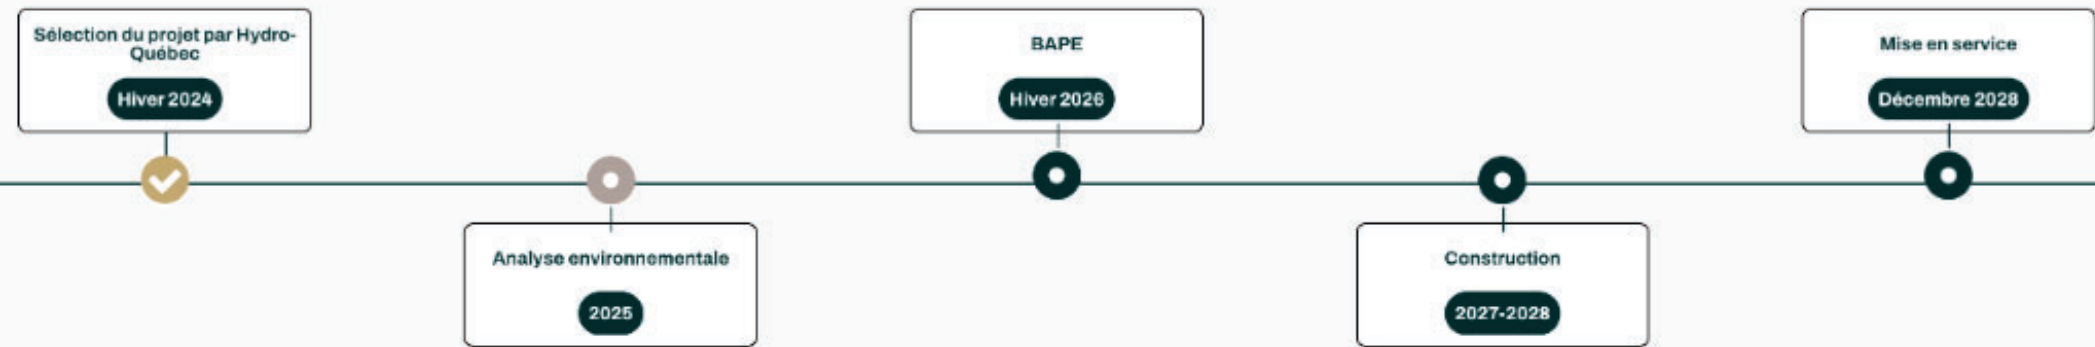 Sélection du projet par Hydro-
Québec
Hiver 2024
Analyse environnementale
2025
BAPE
Hiver 2026
Construction
2027-2028
Mise en service
Décembre 2028